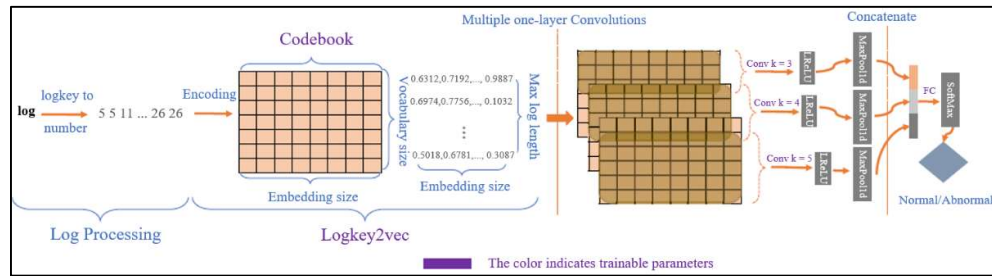 Multiple one-layer Convolutions
Concatenate
Codebook
log
logkey to
number
5 5 11 ... 26 26
Encoding
Vocabulary size
0.6312,0.7192,..., 0.9887
0.6974,0.7756,..., 0.1032
...
0.5018,0.6781,..., 0.3087
Max log length
Embedding size
Embedding size
Conv k = 3
LReLU
MaxPool1d
Conv k = 4
LReLU
MaxPool1d
Conv k = 5
LReLU
MaxPool1d
FC
SoftMax
Normal/Abnormal
Log Processing
Logkey2vec
The color indicates trainable parameters